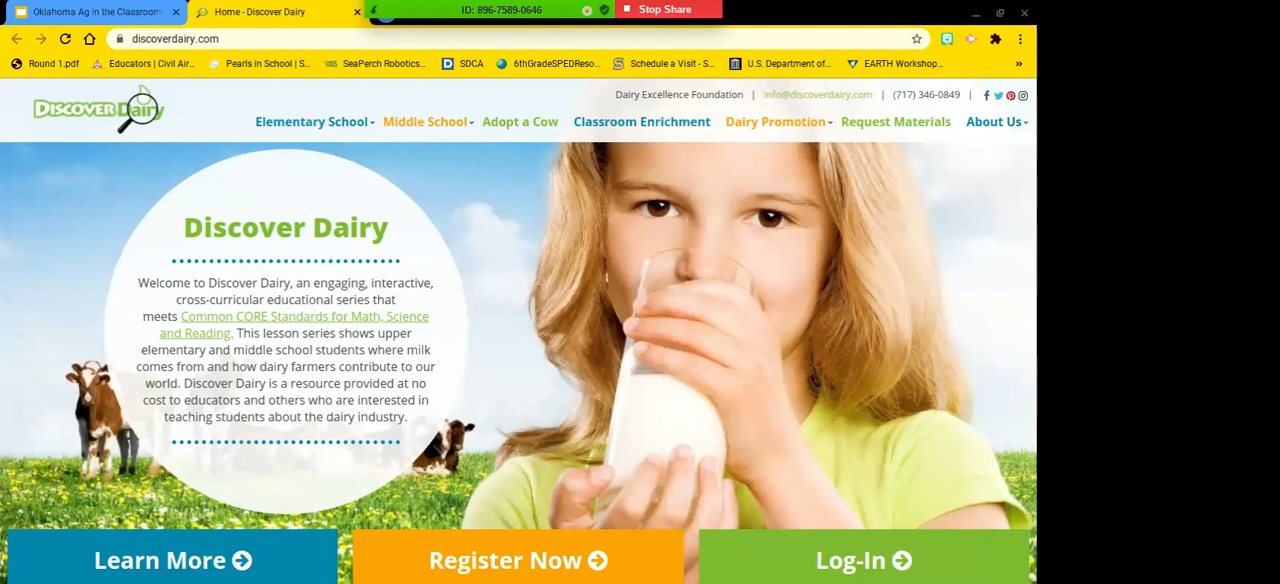 Oklahoma Ag in the Classroom
Home - Discover Dairy
ID: 896-7589-0646
Stop Share
discoverdairy.com
Round 1.pdf
Educators | Civil Air...
Pearls in School | S...
SeaPerch Robotics...
SDCA
6thGradeSPEDReso...
Schedule a Visit - S...
U.S. Department of...
EARTH Workshop...
»
Dairy Excellence Foundation | info@discoverdairy.com | (717) 346-0849 |
DISCOVER Dairy
Elementary School
Middle School
Adopt a Cow
Classroom Enrichment
Dairy Promotion
Request Materials
About Us
Discover Dairy
Welcome to Discover Dairy, an engaging, interactive,
cross-curricular educational series that
meets Common CORE Standards for Math, Science
and Reading. This lesson series shows upper
elementary and middle school students where milk
comes from and how dairy farmers contribute to our
world. Discover Dairy is a resource provided at no
cost to educators and others who are interested in
teaching students about the dairy industry.
Learn More
Register Now
Log-In